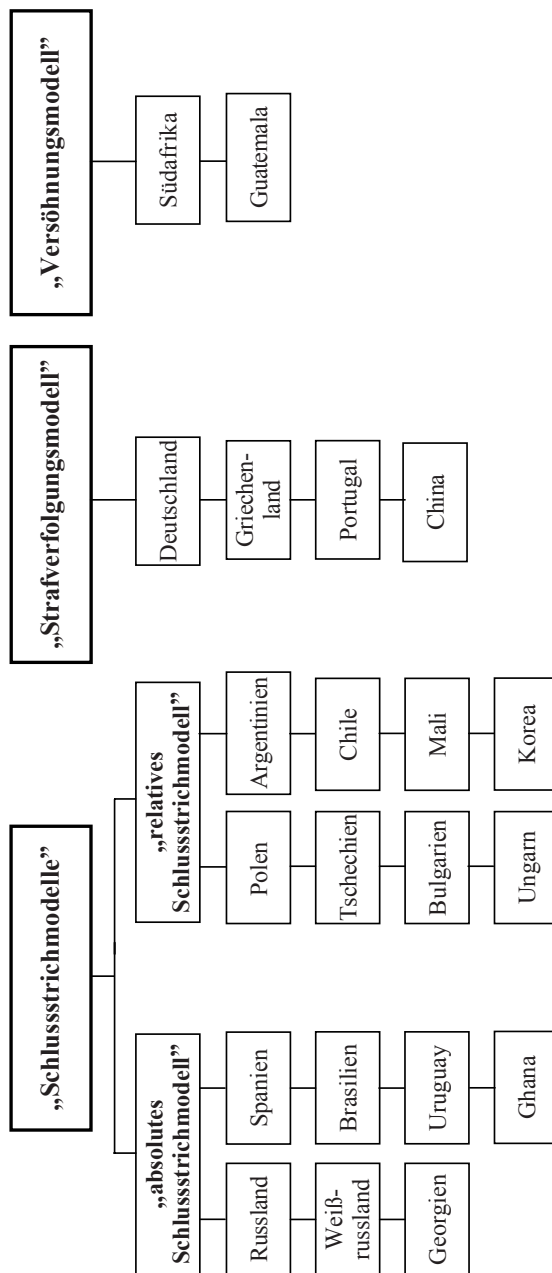 „Schlussstrichmodelle”
„absolutes
Schlussstrichmodell”
Russland
Weiß-
russland
Georgien
Spanien
Brasilien
Uruguay
Ghana
„relatives
Schlussstrichmodell”
Polen
Tschechien
Bulgarien
Ungarn
Argentinien
Chile
Mali
Korea
„Strafverfolgungsmodell”
Deutschland
Griechen-
land
Portugal
China
„Versöhnungsmodell”
Südafrika
Guatemala